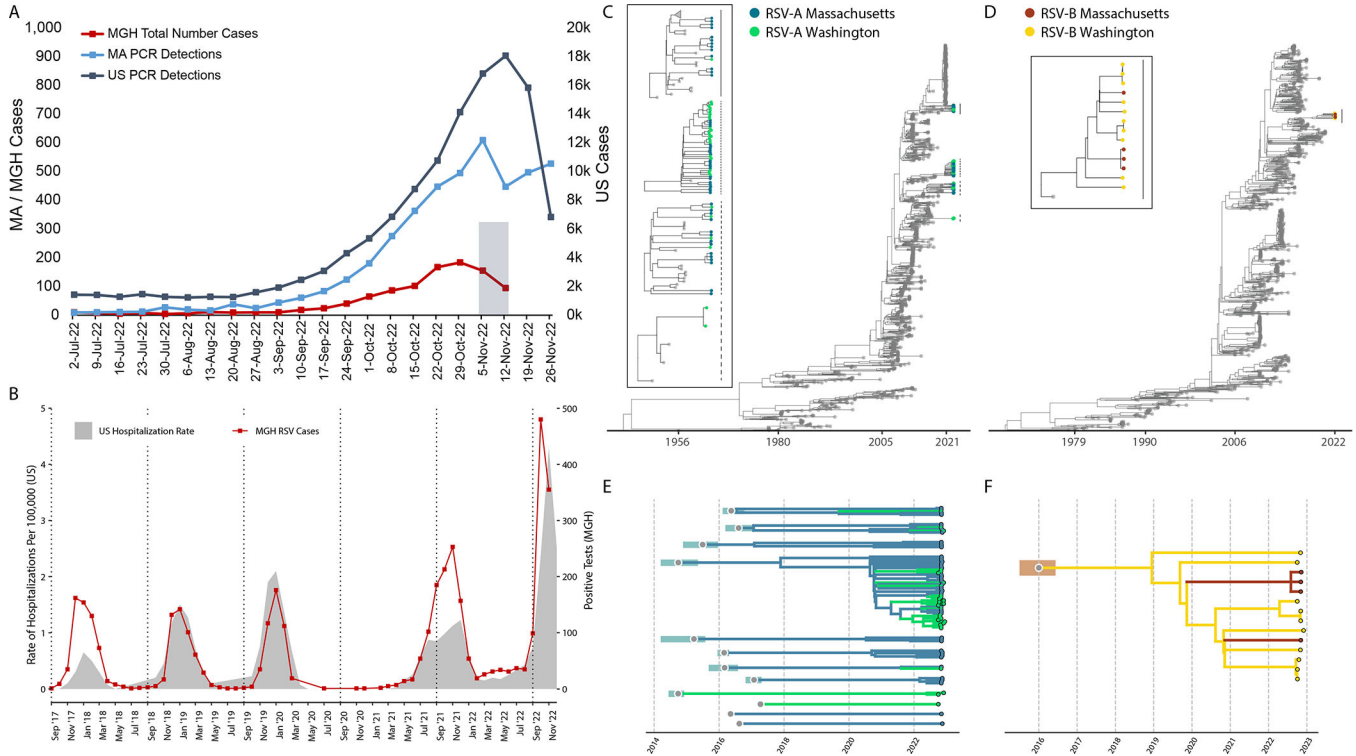 A
1,000
900
800
700
600
500
400
300
200
100
0
MA / MGH Cases
MGH Total Number Cases
MA PCR Detections
US PCR Detections
20k
18k
16k
14k
12k
10k
8k
6k
4k
2k
0k
US Cases
2-Jul-22
9-Jul-22
16-Jul-22
23-Jul-22
30-Jul-22
6-Aug-22
13-Aug-22
20-Aug-22
27-Aug-22
3-Sep-22
10-Sep-22
17-Sep-22
24-Sep-22
1-Oct-22
8-Oct-22
15-Oct-22
22-Oct-22
29-Oct-22
5-Nov-22
12-Nov-22
19-Nov-22
26-Nov-22
B
5
4
3
2
1
0
Rate of Hospitalizations Per 100,000 (US)
US Hospitalization Rate
MGH RSV Cases
500
400
300
200
100
0
Positive Tests (MGH)
Sep '17
Nov '17
Jan '18
Mar '18
May '18
Jul '18
Sep '18
Nov '18
Jan '19
Mar '19
May '19
Jul '19
Sep '19
Nov '19
Jan '20
Mar '20
May '20
Jul '20
Sep '20
Nov '20
Jan '21
Mar '21
May '21
Jul '21
Sep '21
Nov '21
Jan '22
Mar '22
May '22
Jul '22
Sep '22
Nov '22
C
RSV-A Massachusetts
RSV-A Washington
1956
1980
2005
2021
D
RSV-B Massachusetts
RSV-B Washington
1979
1990
2006
2022
E
2014
2016
2018
2020
2022
F
2016
2017
2018
2019
2020
2021
2022
2023